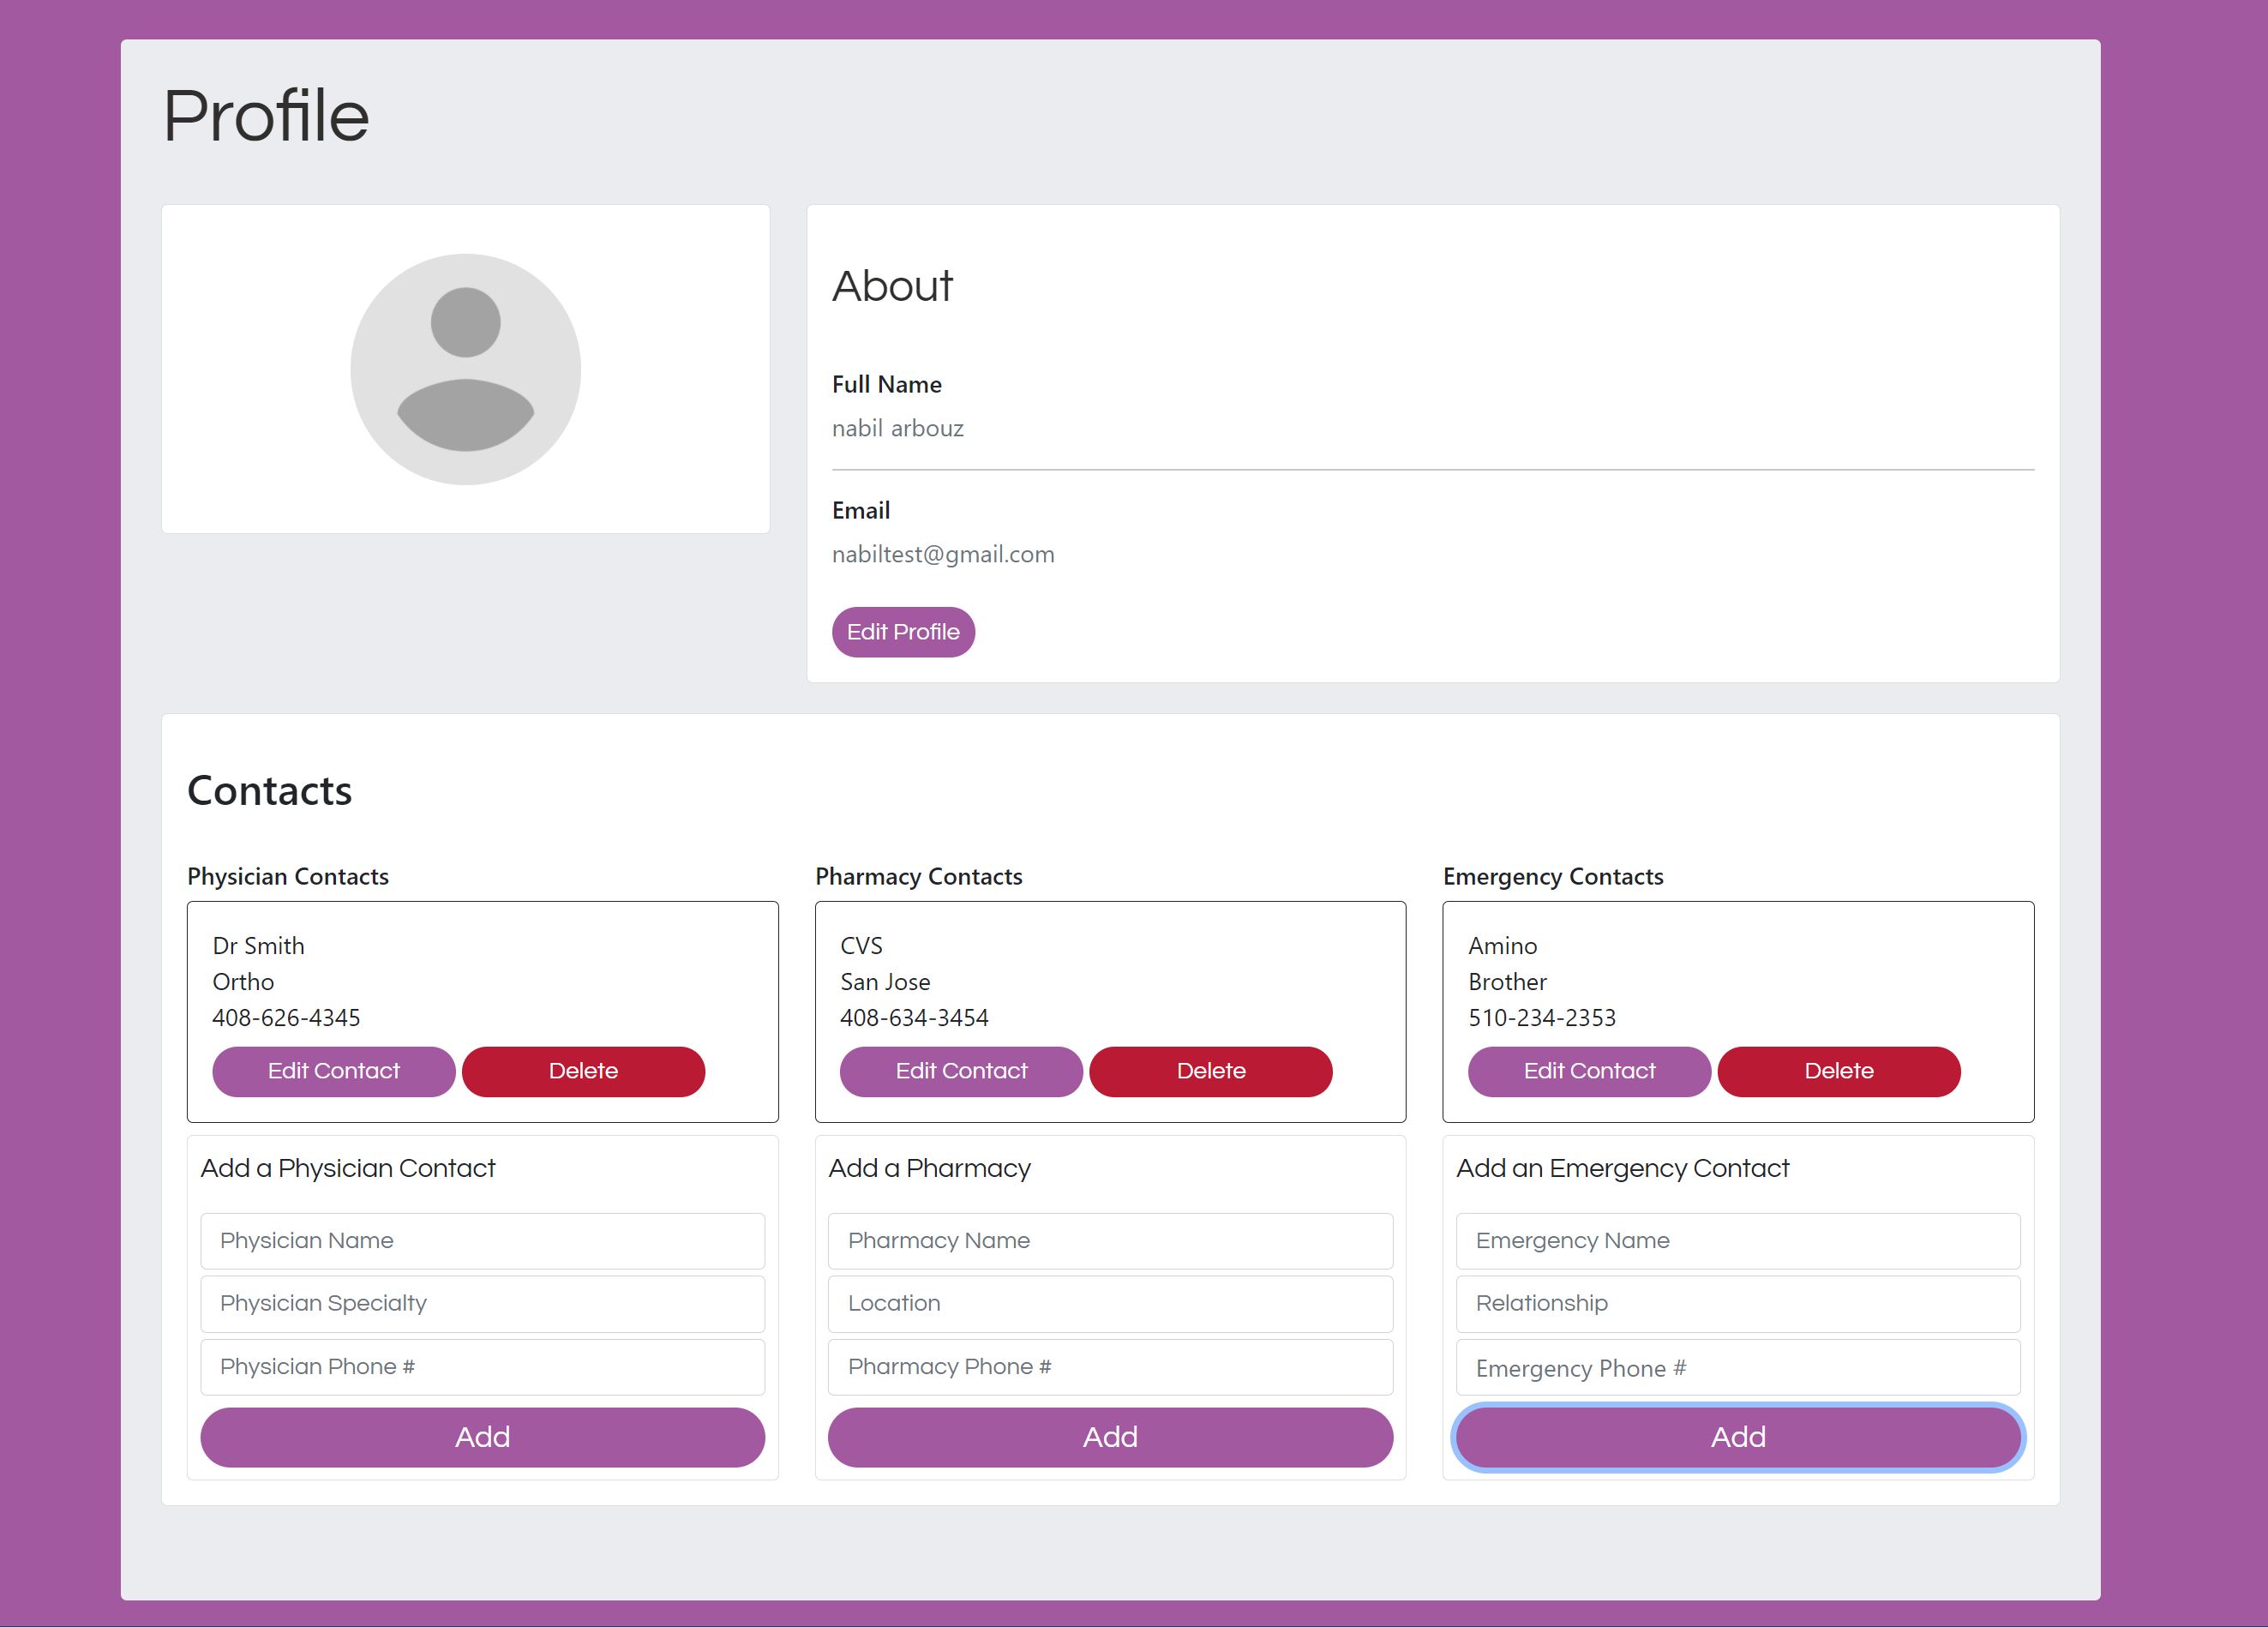 Profile
About
Full Name
nabil arbouz
Email
nabiltest@gmail.com
Edit Profile
Contacts
Physician Contacts
Dr Smith
Ortho
408-626-4345
Edit Contact
Delete
Add a Physician Contact
Physician Name
Physician Specialty
Physician Phone #
Add
Pharmacy Contacts
CVS
San Jose
408-634-3454
Edit Contact
Delete
Add a Pharmacy
Pharmacy Name
Location
Pharmacy Phone #
Add
Emergency Contacts
Amino
Brother
510-234-2353
Edit Contact
Delete
Add an Emergency Contact
Emergency Name
Relationship
Emergency Phone #
Add